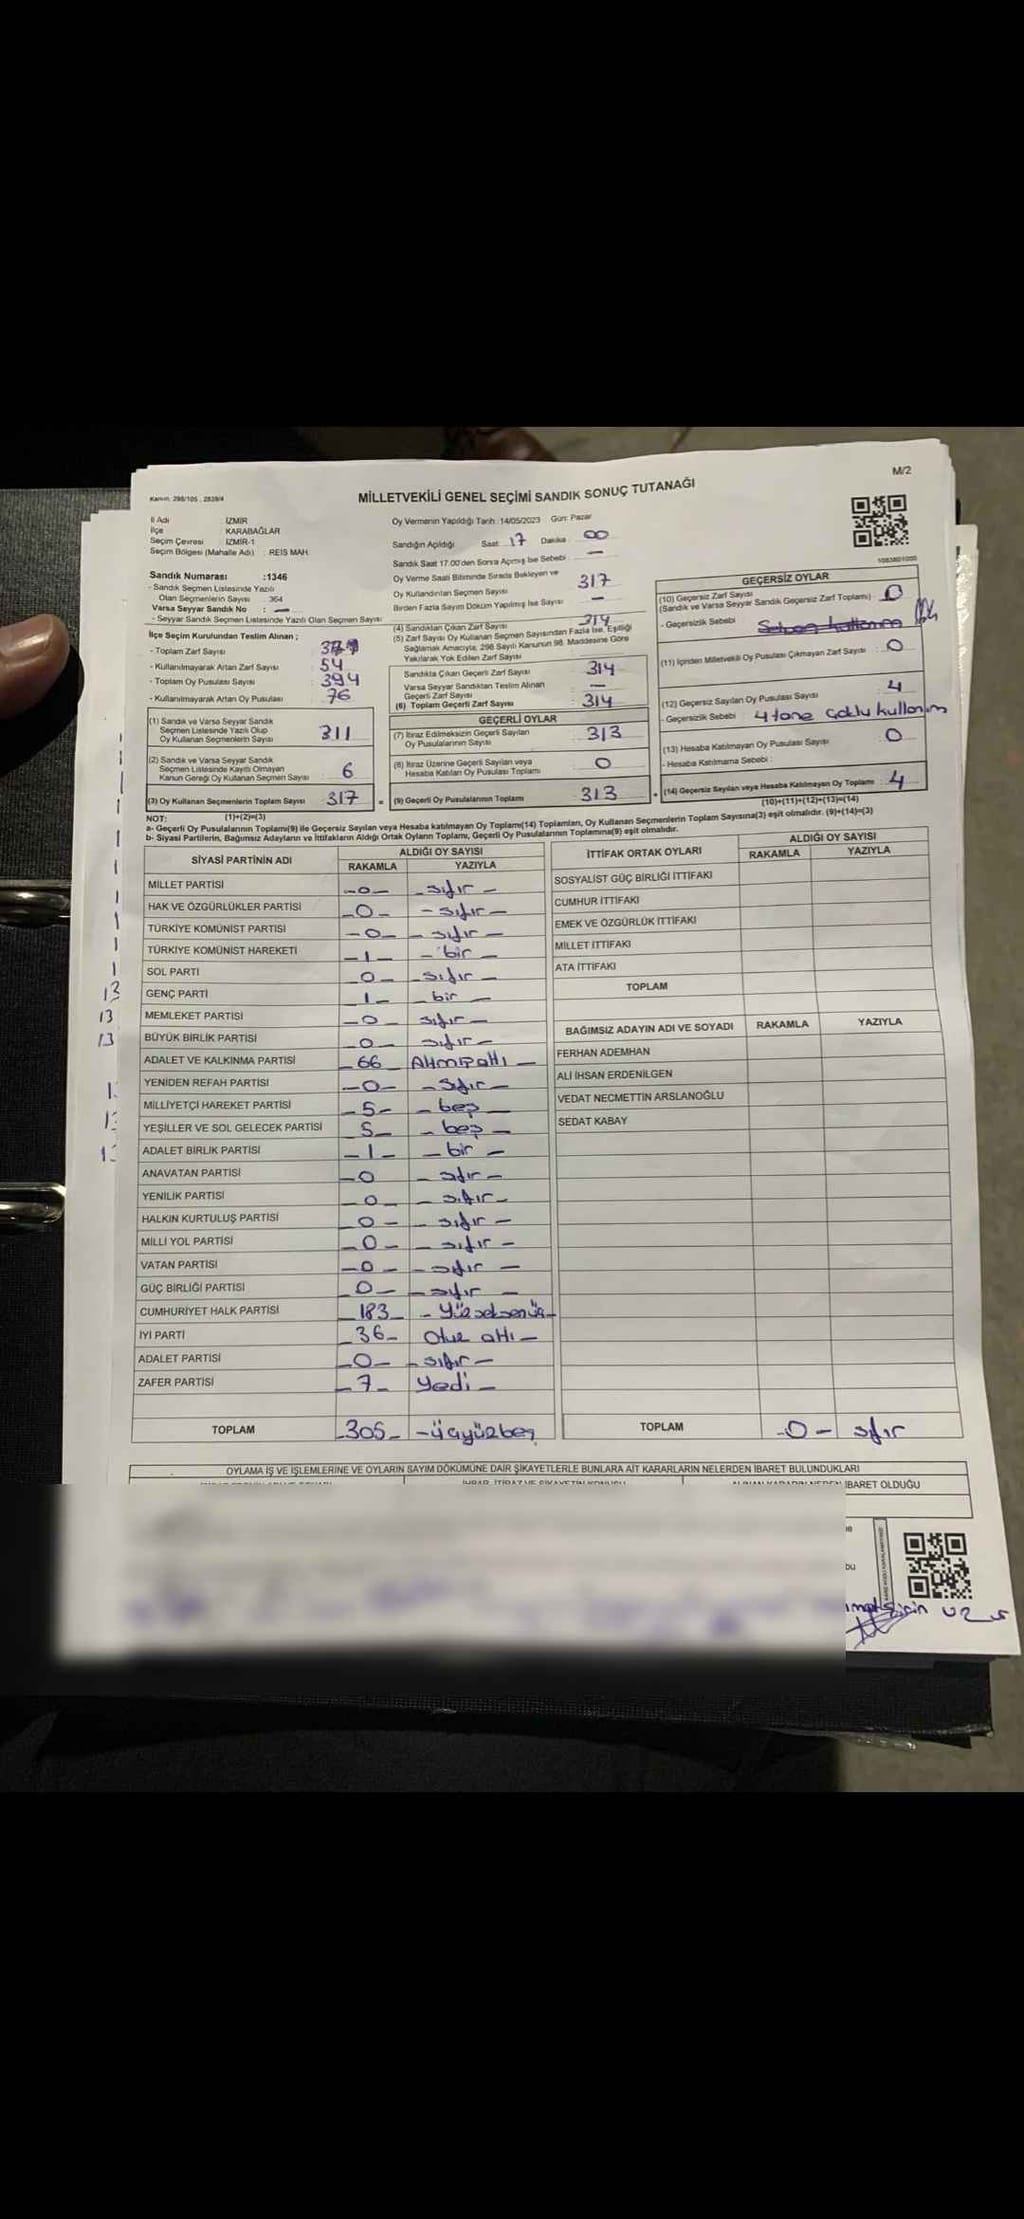 M/2
Kanun: 298/105, 2839/4
MİLLETVEKİLİ GENEL SEÇİMİ SANDIK SONUÇ TUTANAĞI
İl Adı : İZMİR
İlçe : KARABAĞLAR
Seçim Çevresi : İZMİR-1
Seçim Bölgesi (Mahalle Adı) : REİS MAH.
Sandık Numarası :1346
- Sandık Seçmen Listesinde Yazılı
Olan Seçmenlerin Sayısı : 364
Varsa Seyyar Sandık No : —
- Seyyar Sandık Seçmen Listesinde Yazılı Olan Seçmen Sayısı
İlçe Seçim Kurulundan Teslim Alınan ;
- Toplam Zarf Sayısı
- Kullanılmayarak Artan Zarf Sayısı 54
- Toplam Oy Pusulası Sayısı 394
- Kullanılmayarak Artan Oy Pusulası 76
(1) Sandık ve Varsa Seyyar Sandık
Seçmen Listesinde Yazılı Olup
Oy Kullanan Seçmenlerin Sayısı 311
(2) Sandık ve Varsa Seyyar Sandık
Seçmen Listesinde Kayıtlı Olmayan
Kanun Gereği Oy Kullanan Seçmen Sayısı 6
(3) Oy Kullanan Seçmenlerin Toplam Sayısı 317 =
Oy Vermenin Yapıldığı Tarih :14/05/2023 Gün: Pazar
Sandığın Açıldığı Saat: 17 Dakika : 00
Sandık Saat 17.00'den Sonra Açılmış İse Sebebi : —
Oy Verme Saati Bitiminde Sırada Bekleyen ve
Oy Kullandırılan Seçmen Sayısı : 317
Birden Fazla Sayım Döküm Yapılmış İse Sayısı : —
(4) Sandıktan Çıkan Zarf Sayısı : 314
(5) Zarf Sayısı Oy Kullanan Seçmen Sayısından Fazla İse, Eşitliği
Sağlamak Amacıyla; 298 Sayılı Kanunun 98. Maddesine Göre
Yakılarak Yok Edilen Zarf Sayısı
Sandıkta Çıkan Geçerli Zarf Sayısı : 314
Varsa Seyyar Sandıktan Teslim Alınan
Geçerli Zarf Sayısı : —
(6) Toplam Geçerli Zarf Sayısı : 314
GEÇERLİ OYLAR
(7) İtiraz Edilmeksizin Geçerli Sayılan
Oy Pusulalarının Sayısı : 313
(8) İtiraz Üzerine Geçerli Sayılan veya
Hesaba Katılan Oy Pusulası Toplamı : 0
(9) Geçerli Oy Pusulalarının Toplamı : 313 +
1083801000
GEÇERSİZ OYLAR
(10) Geçersiz Zarf Sayısı
(Sandık ve Varsa Seyyar Sandık Geçersiz Zarf Toplamı) : 0
- Geçersizlik Sebebi :
(11) İçinden Milletvekili Oy Pusulası Çıkmayan Zarf Sayısı : 0
(12) Geçersiz Sayılan Oy Pusulası Sayısı : 4
- Geçersizlik Sebebi : 4 tane çoklu kullanım
(13) Hesaba Katılmayan Oy Pusulası Sayısı : 0
- Hesaba Katılmama Sebebi :
(14) Geçersiz Sayılan veya Hesaba Katılmayan Oy Toplamı : 4
(10)+(11)+(12)+(13)=(14)
NOT: (1)+(2)=(3)
a- Geçerli Oy Pusulalarının Toplamı(9) ile Geçersiz Sayılan veya Hesaba katılmayan Oy Toplamı(14) Toplamları, Oy Kullanan Seçmenlerin Toplam Sayısına(3) eşit olmalıdır. (9)+(14)=(3)
b- Siyasi Partilerin, Bağımsız Adayların ve İttifakların Aldığı Ortak Oyların Toplamı, Geçerli Oy Pusulalarının Toplamına(9) eşit olmalıdır.
SİYASİ PARTİNİN ADI ALDIĞI OY SAYISI
RAKAMLA YAZIYLA
MİLLET PARTİSİ -0- -sıfır-
HAK VE ÖZGÜRLÜKLER PARTİSİ -0- -sıfır-
TÜRKİYE KOMÜNİST PARTİSİ -0- -sıfır-
TÜRKİYE KOMÜNİST HAREKETİ -1- -bir-
SOL PARTİ -0- -sıfır-
GENÇ PARTİ -1- -bir-
MEMLEKET PARTİSİ -0- sıfır-
BÜYÜK BİRLİK PARTİSİ -0- sıfır-
ADALET VE KALKINMA PARTİSİ -66 Altmışaltı-
YENİDEN REFAH PARTİSİ -0- -sıfır-
MİLLİYETÇİ HAREKET PARTİSİ -5- -beş-
YEŞİLLER VE SOL GELECEK PARTİSİ -5- -beş-
ADALET BİRLİK PARTİSİ -1- -bir-
ANAVATAN PARTİSİ -0 -sıfır-
YENİLİK PARTİSİ -0- -sıfır-
HALKIN KURTULUŞ PARTİSİ -0- -sıfır-
MİLLİ YOL PARTİSİ -0- -sıfır-
VATAN PARTİSİ -0- -sıfır-
GÜÇ BİRLİĞİ PARTİSİ 0- -sıfır-
CUMHURİYET HALK PARTİSİ -183- -Yüzseksenüç-
İYİ PARTİ -36- Otuz altı-
ADALET PARTİSİ -0- -sıfır-
ZAFER PARTİSİ -7- Yedi-
TOPLAM -305- -üçyüzbeş
İTTİFAK ORTAK OYLARI ALDIĞI OY SAYISI
RAKAMLA YAZIYLA
SOSYALİST GÜÇ BİRLİĞİ İTTİFAKI
CUMHUR İTTİFAKI
EMEK VE ÖZGÜRLÜK İTTİFAKI
MİLLET İTTİFAKI
ATA İTTİFAKI
TOPLAM
BAĞIMSIZ ADAYIN ADI VE SOYADI RAKAMLA YAZIYLA
FERHAN ADEMHAN
ALİ İHSAN ERDENİLGEN
VEDAT NECMETTİN ARSLANOĞLU
SEDAT KABAY
TOPLAM -0- sıfır
13
13
13
OYLAMA İŞ VE İŞLEMLERİNE VE OYLARIN SAYIM DÖKÜMÜNE DAİR ŞİKAYETLERLE BUNLARA AİT KARARLARIN NELERDEN İBARET BULUNDUKLARI
İBARET OLDUĞU
bu